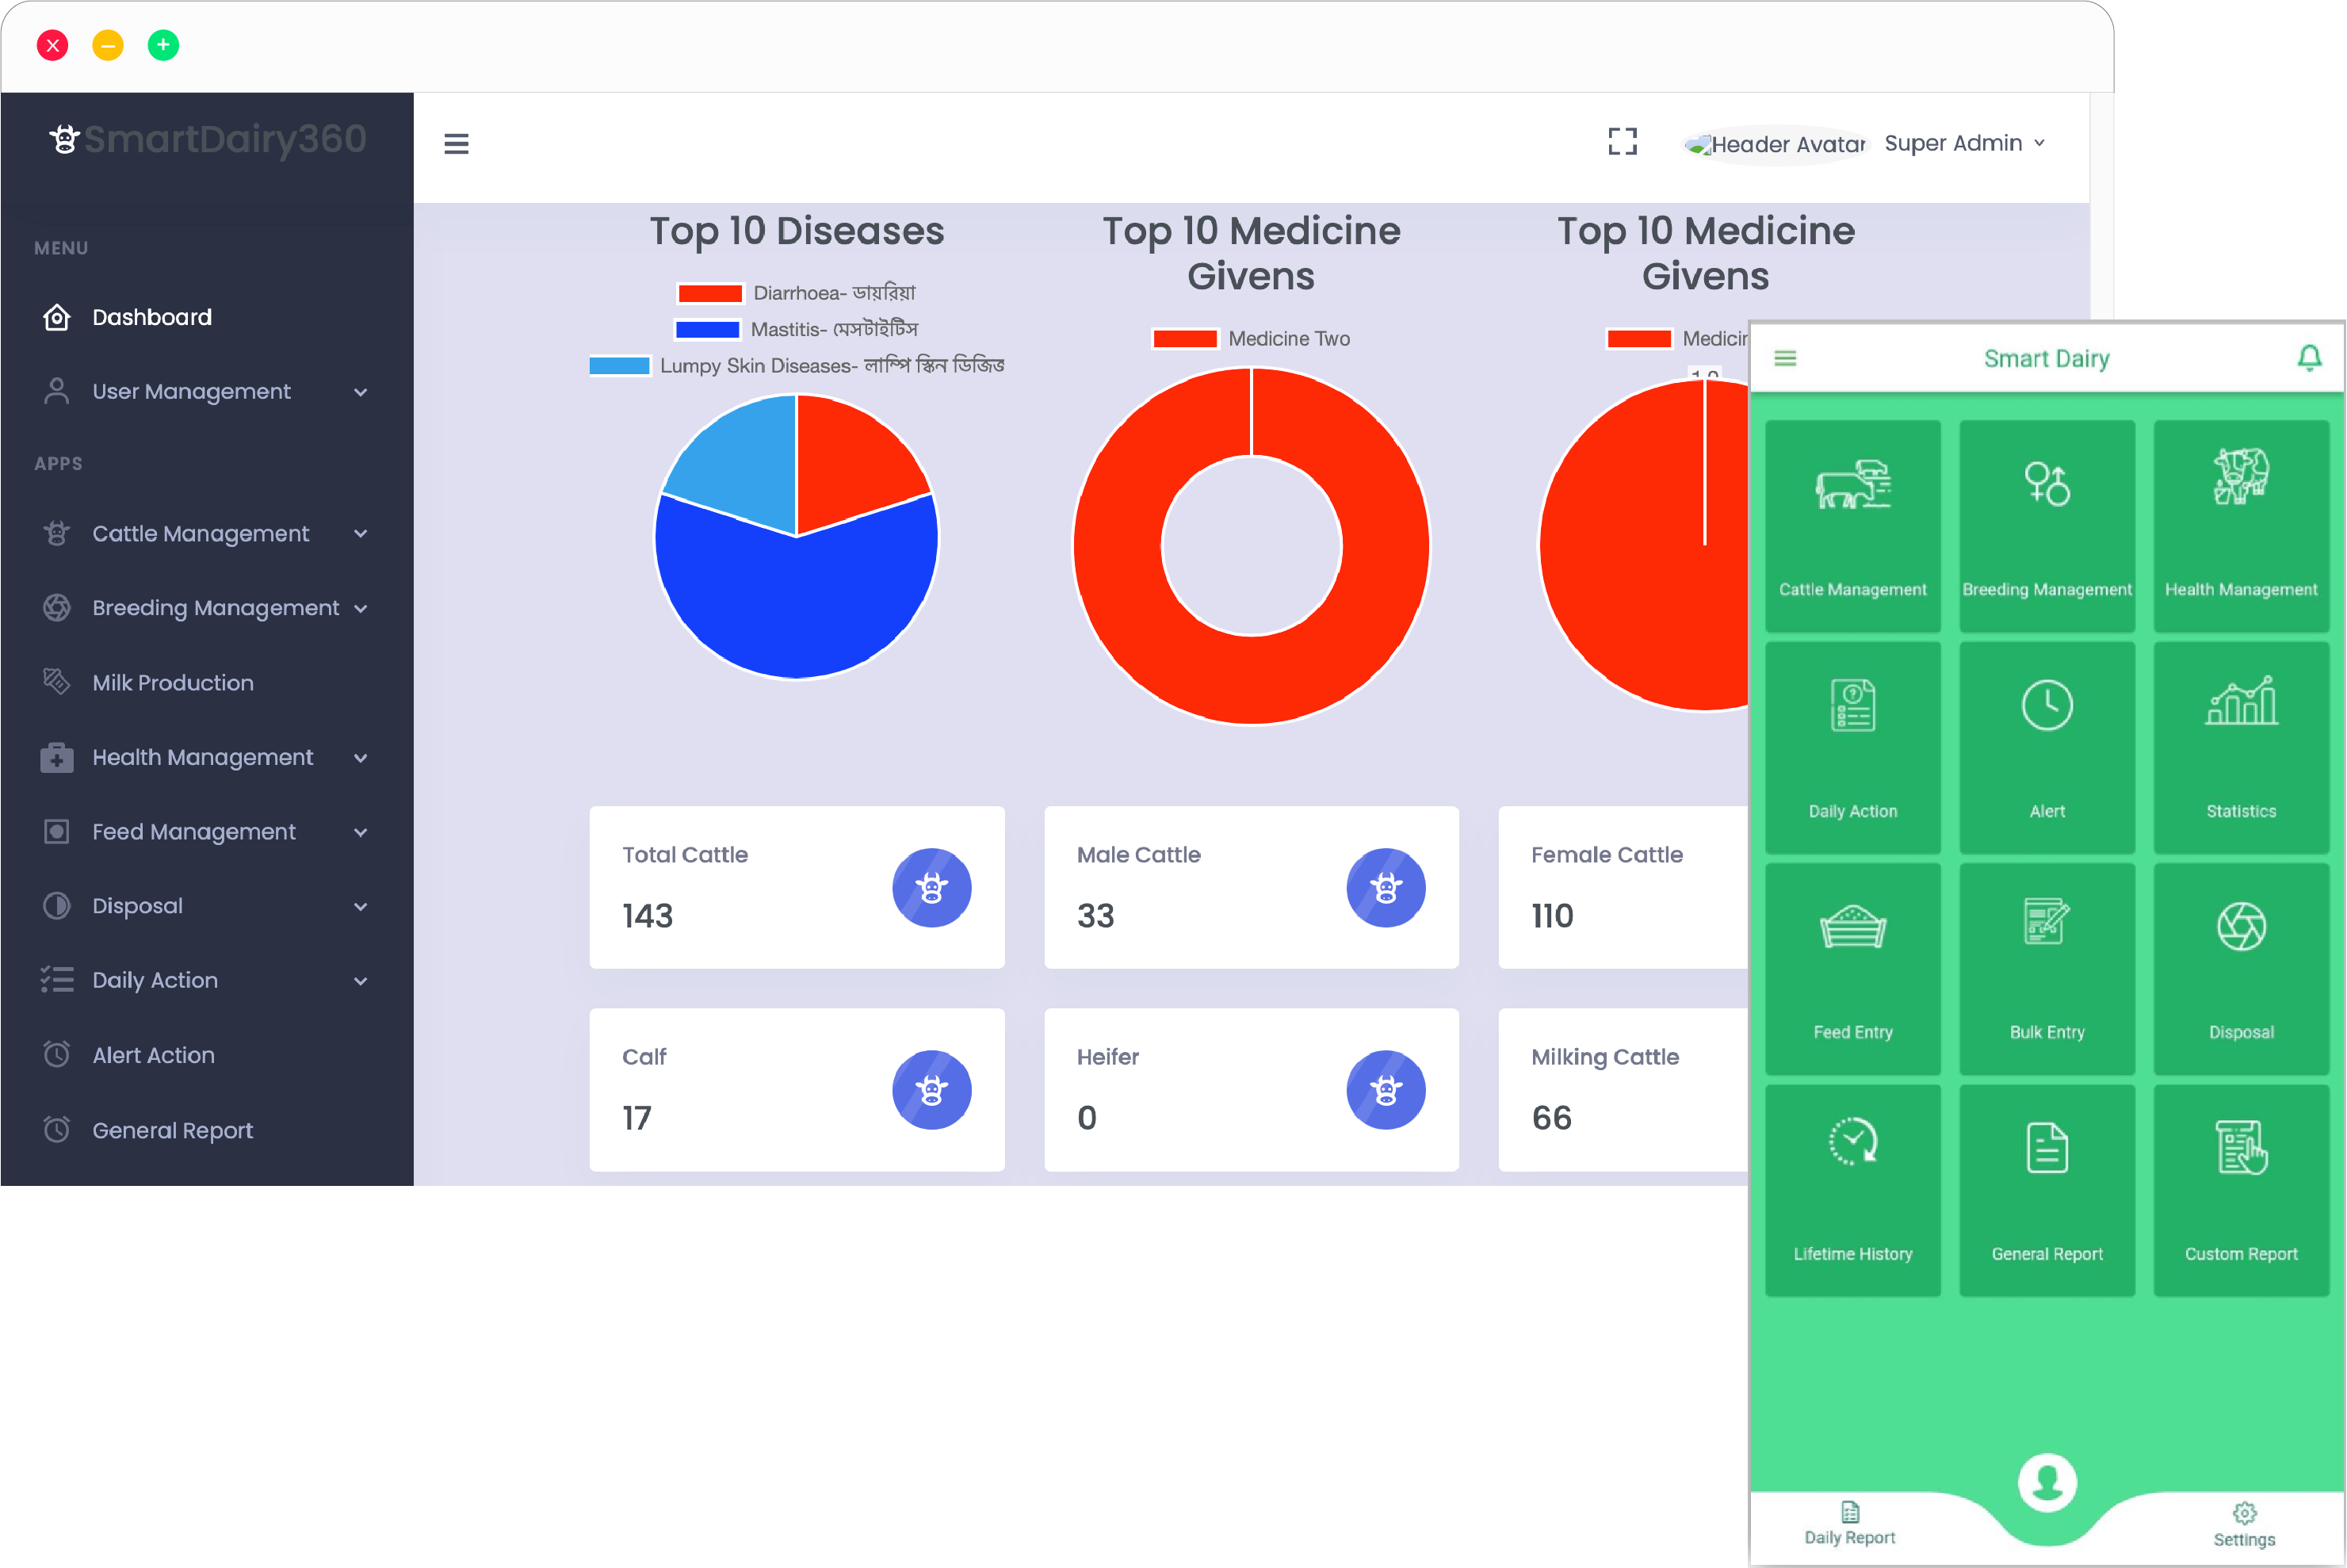 SmartDairy360
Header Avatar
Super Admin
MENU
Dashboard
User Management
APPS
Cattle Management
Breeding Management
Milk Production
Health Management
Feed Management
Disposal
Daily Action
Alert Action
General Report
Top 10 Diseases
Diarrhoea- ডায়রিয়া
Mastitis- মেসটাইটিস
Lumpy Skin Diseases- লাম্পি স্কিন ডিজিজ
Top 10 Medicine
Givens
Medicine Two
Top 10 Medicine
Givens
Total Cattle
143
Male Cattle
33
Female Cattle
110
Calf
17
Heifer
0
Milking Cattle
66
Smart Dairy
Cattle Management
Breeding Management
Health Management
Daily Action
Alert
Statistics
Feed Entry
Bulk Entry
Disposal
Lifetime History
General Report
Custom Report
Daily Report
Settings